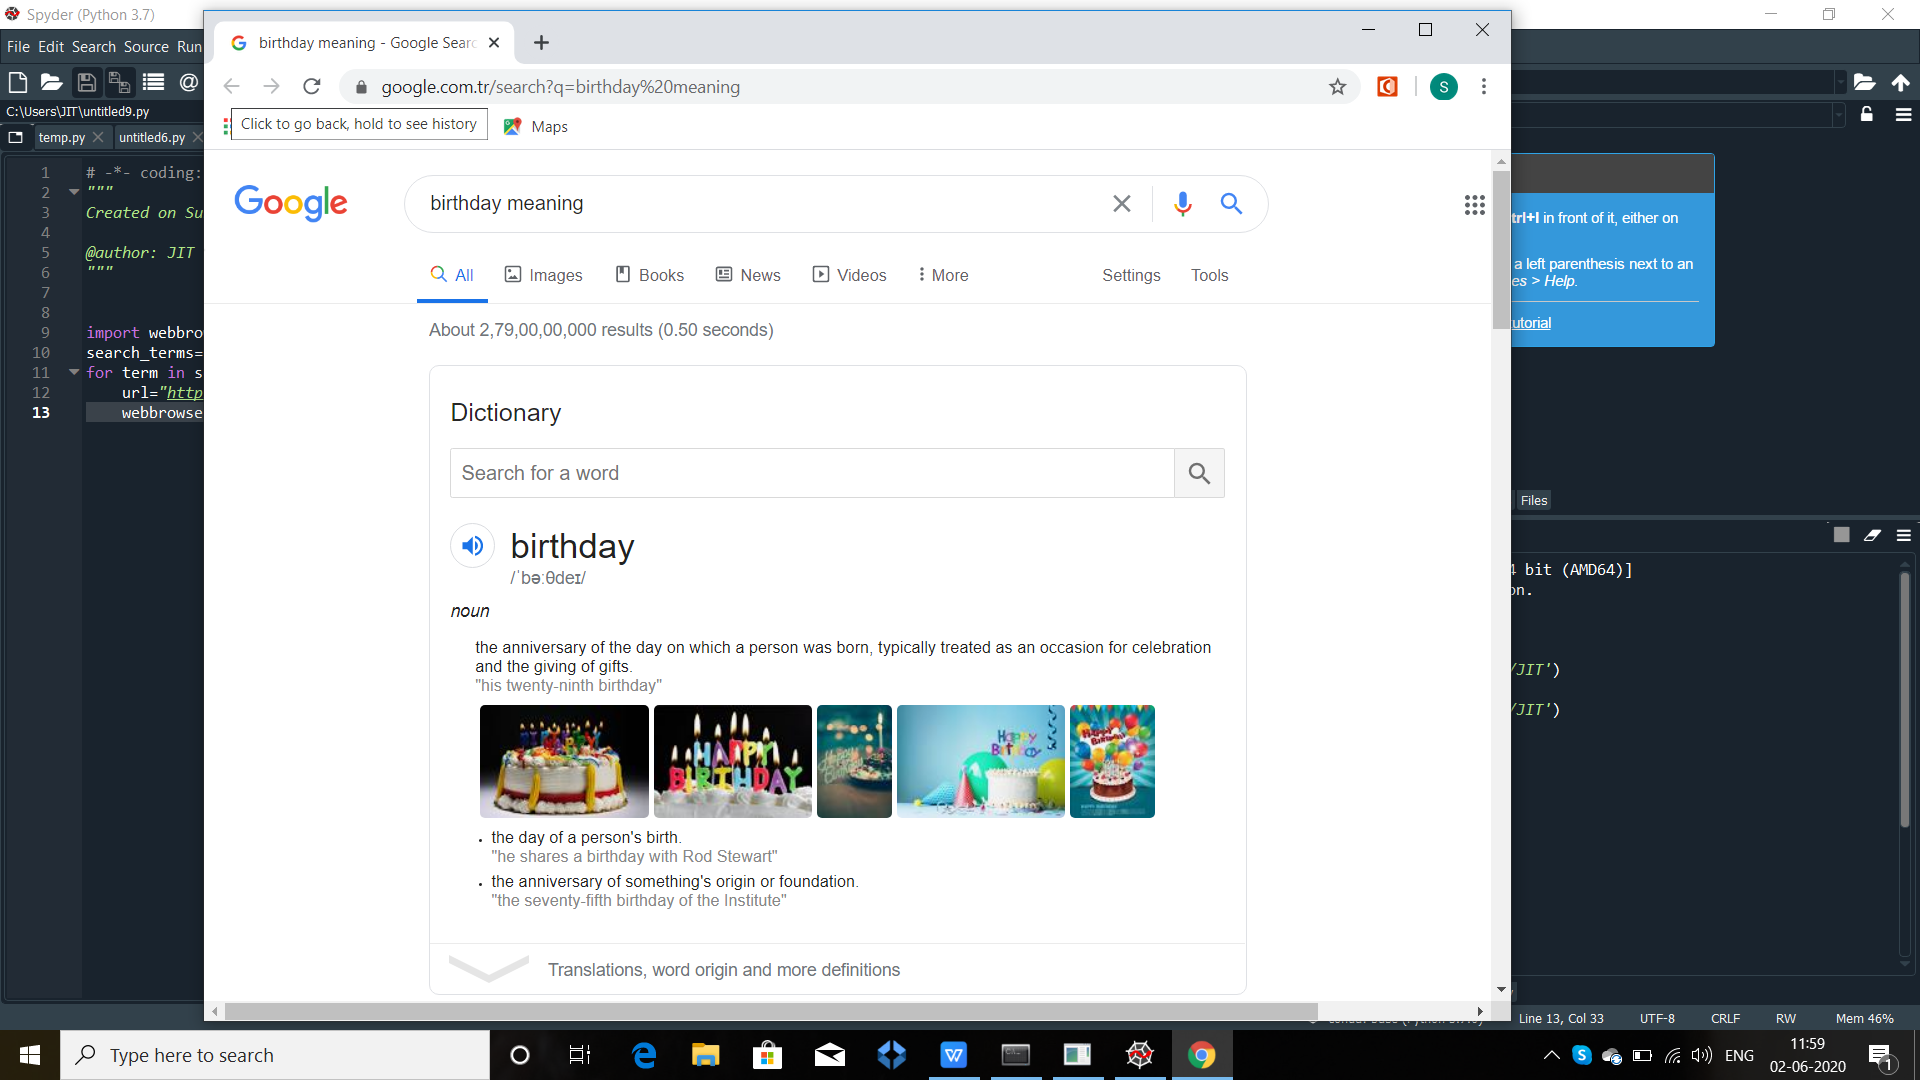 Spyder (Python 3.7)
File Edit Search Source Run
C:\Users\JIT\untitled9.py
temp.py
untitled6.py
1 # -*- coding:
2 """
3 Created on Su
4
5 @author: JIT
6 """
7
8
9 import webbro
10 search_terms=
11 for term in s
12 url="http
13 webbrowse
birthday meaning - Google Searc
google.com.tr/search?q=birthday%20meaning
S
Click to go back, hold to see history
Maps
Google
birthday meaning
All
Images
Books
News
Videos
More
Settings
Tools
About 2,79,00,00,000 results (0.50 seconds)
Dictionary
Search for a word
birthday
/ˈbəːθdeɪ/
noun
the anniversary of the day on which a person was born, typically treated as an occasion for celebration
and the giving of gifts.
"his twenty-ninth birthday"
HAPPY
BIRTHDAY
Happy
Birthday
the day of a person's birth.
"he shares a birthday with Rod Stewart"
the anniversary of something's origin or foundation.
"the seventy-fifth birthday of the Institute"
Translations, word origin and more definitions
trl+I in front of it, either on
a left parenthesis next to an
es > Help.
utorial
Files
4 bit (AMD64)]
on.
/JIT')
/JIT')
Line 13, Col 33
UTF-8
CRLF
RW
Mem 46%
Type here to search
ENG
11:59
02-06-2020
1